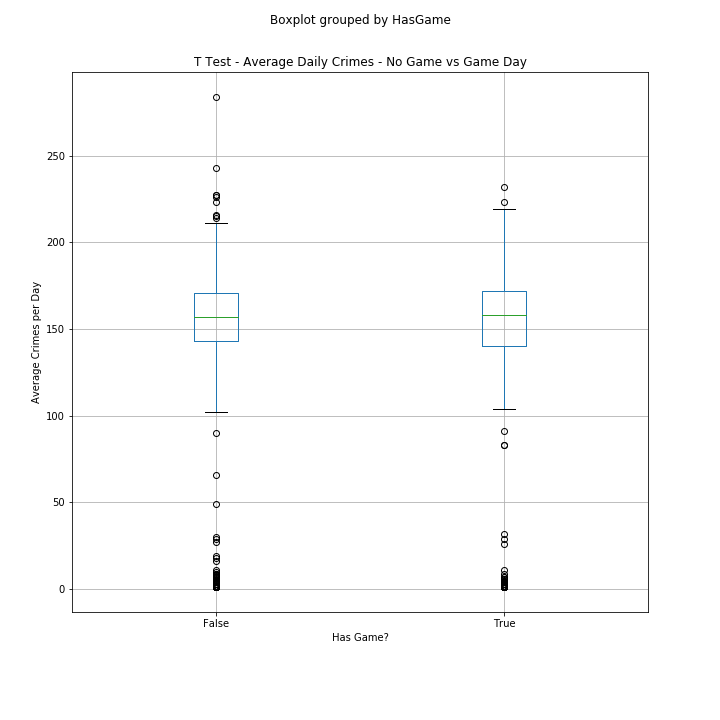 Boxplot grouped by HasGame
T Test - Average Daily Crimes - No Game vs Game Day
250
200
150
100
50
0
Average Crimes per Day
False
True
Has Game?